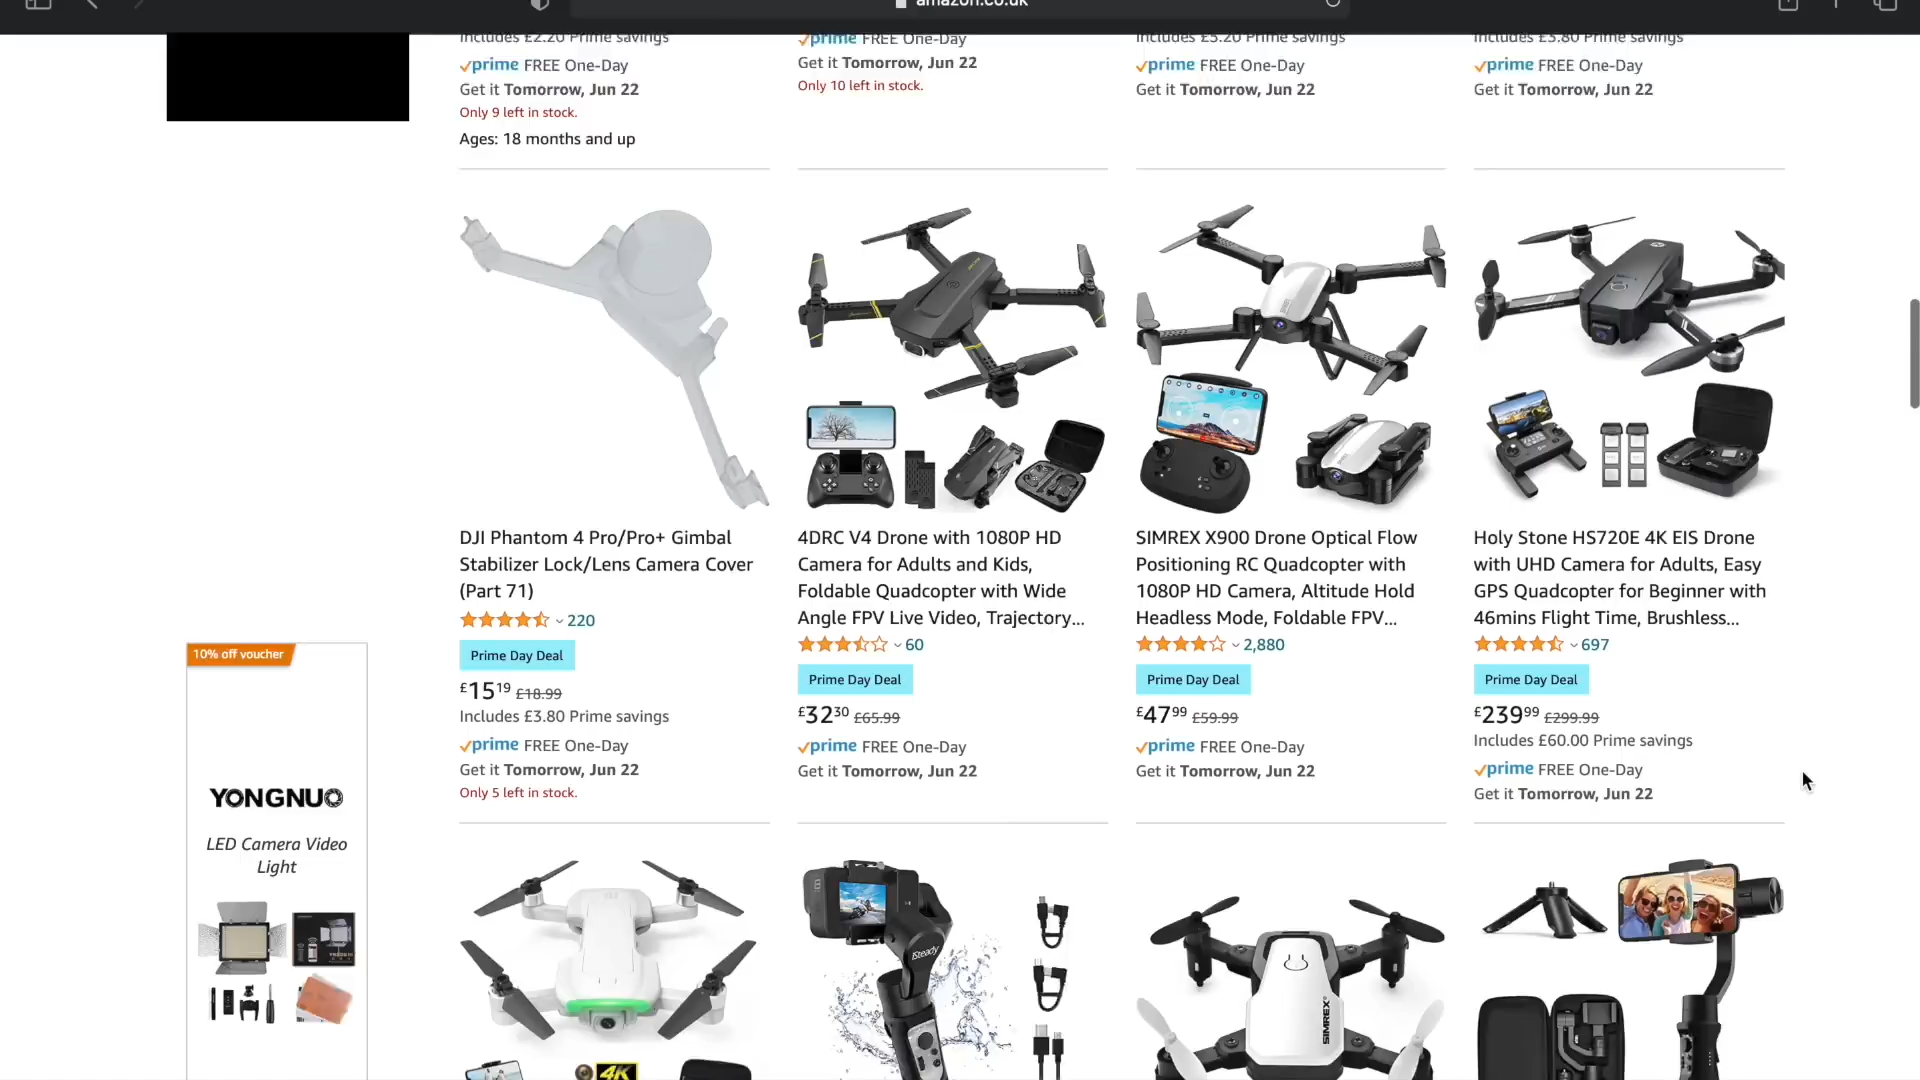 amazon.co.uk
Includes £2.20 Prime savings
prime FREE One-Day
Get it Tomorrow, Jun 22
Only 9 left in stock.
Ages: 18 months and up
prime FREE One-Day
Get it Tomorrow, Jun 22
Only 10 left in stock.
Includes £5.20 Prime savings
prime FREE One-Day
Get it Tomorrow, Jun 22
Includes £3.80 Prime savings
prime FREE One-Day
Get it Tomorrow, Jun 22
DJI Phantom 4 Pro/Pro+ Gimbal
Stabilizer Lock/Lens Camera Cover
(Part 71)
220
Prime Day Deal
£15.19 £18.99
Includes £3.80 Prime savings
prime FREE One-Day
Get it Tomorrow, Jun 22
Only 5 left in stock.
4DRC V4 Drone with 1080P HD
Camera for Adults and Kids,
Foldable Quadcopter with Wide
Angle FPV Live Video, Trajectory...
60
Prime Day Deal
£32.30 £65.99
prime FREE One-Day
Get it Tomorrow, Jun 22
SIMREX X900 Drone Optical Flow
Positioning RC Quadcopter with
1080P HD Camera, Altitude Hold
Headless Mode, Foldable FPV...
2,880
Prime Day Deal
£47.99 £59.99
prime FREE One-Day
Get it Tomorrow, Jun 22
Holy Stone HS720E 4K EIS Drone
with UHD Camera for Adults, Easy
GPS Quadcopter for Beginner with
46mins Flight Time, Brushless...
697
Prime Day Deal
£239.99 £299.99
Includes £60.00 Prime savings
prime FREE One-Day
Get it Tomorrow, Jun 22
10% off voucher
YONGNUO
LED Camera Video
Light
4K
iSteady
SIMREX